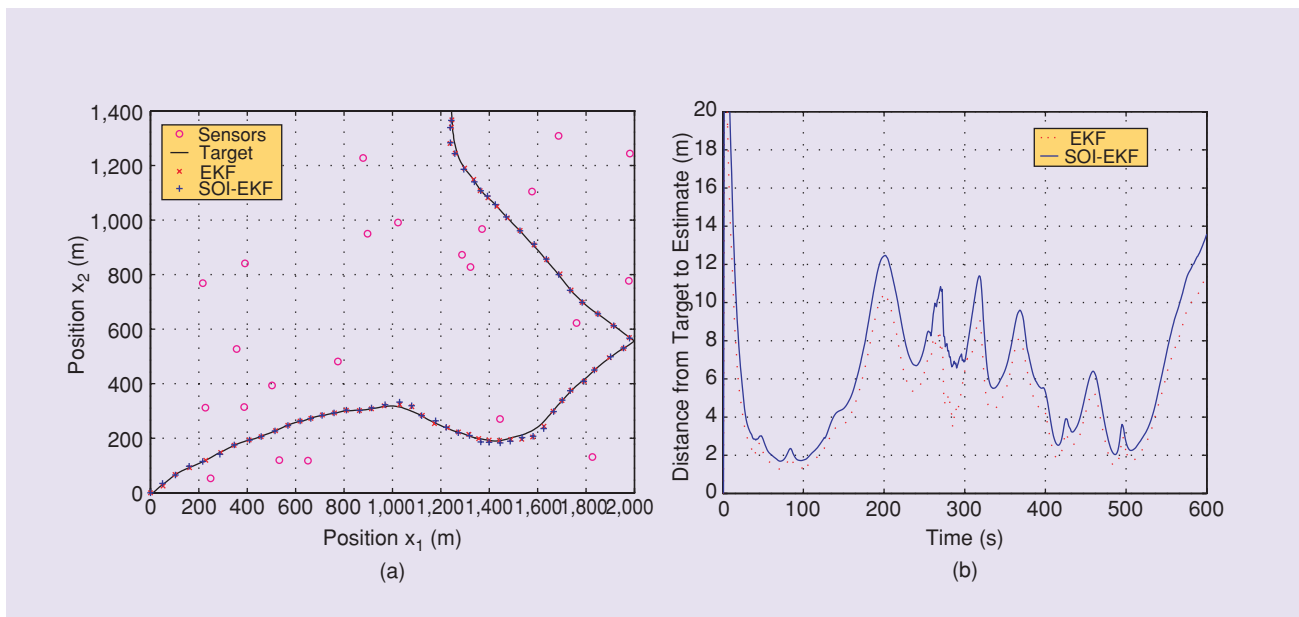 1,400
1,200
1,000
800
600
400
200
0
Position x2 (m)
Sensors
Target
EKF
SOI-EKF
0 200 400 600 800 1,000 1,200 1,400 1,600 1,800 2,000
Position x1 (m)
(a)
20
18
16
14
12
10
8
6
4
2
0
Distance from Target to Estimate (m)
EKF
SOI-EKF
0 100 200 300 400 500 600
Time (s)
(b)